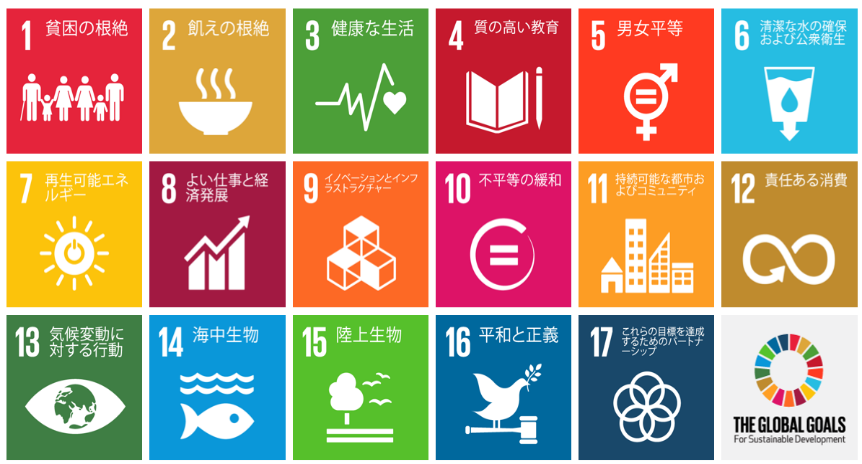 1 貧困の根絶
2 飢えの根絶
3 健康な生活
4 質の高い教育
5 男女平等
6 清潔な水の確保
および公衆衛生
7 再生可能エネ
ルギー
8 よい仕事と経
済発展
9 イノベーションとインフ
ラストラクチャー
10 不平等の緩和
11 持続可能な都市お
よびコミュニティ
12 責任ある消費
13 気候変動に
対する行動
14 海中生物
15 陸上生物
16 平和と正義
17 これらの目標を達成
するためのパートナ
ーシップ
THE GLOBAL GOALS
For Sustainable Development